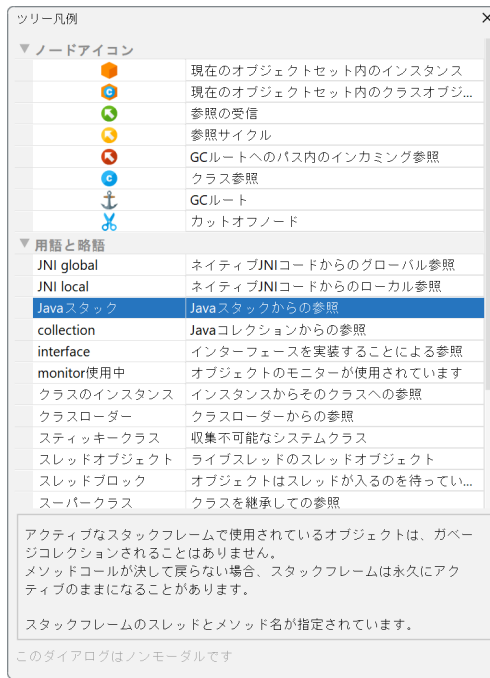 ツリー凡例
ノードアイコン
現在のオブジェクトセット内のインスタンス
現在のオブジェクトセット内のクラスオブジ...
参照の受信
参照サイクル
GCルートへのパス内のインカミング参照
クラス参照
GCルート
カットオフノード
用語と略語
JNI global ネイティブJNIコードからのグローバル参照
JNI local ネイティブJNIコードからのローカル参照
Javaスタック Javaスタックからの参照
collection Javaコレクションからの参照
interface インターフェースを実装することによる参照
monitor使用中 オブジェクトのモニターが使用されています
クラスのインスタンス インスタンスからそのクラスへの参照
クラスローダー クラスローダーからの参照
スティッキークラス 収集不可能なシステムクラス
スレッドオブジェクト ライブスレッドのスレッドオブジェクト
スレッドブロック オブジェクトはスレッドが入るのを待ってい...
スーパークラス クラスを継承しての参照
アクティブなスタックフレームで使用されているオブジェクトは、ガベー
ジコレクションされることはありません。
メソッドコールが決して戻らない場合、スタックフレームは永久にアク
ティブのままになることがあります。
スタックフレームのスレッドとメソッド名が指定されています。
このダイアログはノンモーダルです